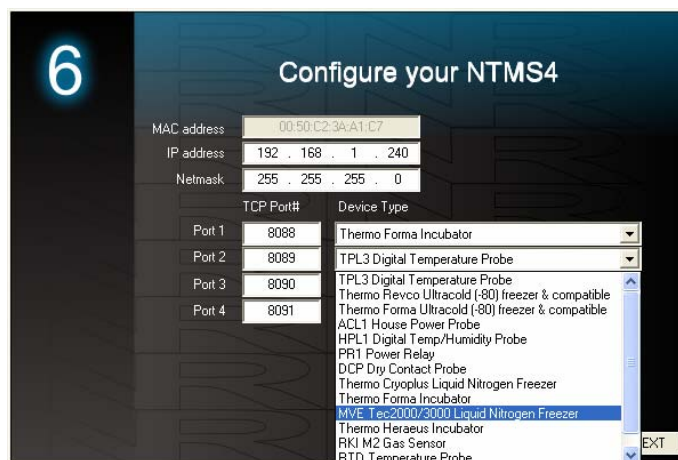 6
Configure your NTMS4
MAC address 00:50:C2:3A:A1:C7
IP address 192 . 168 . 1 . 240
Netmask 255 . 255 . 255 . 0
TCP Port# Device Type
Port 1 8088 Thermo Forma Incubator
Port 2 8089 TPL3 Digital Temperature Probe
Port 3 8090
Port 4 8091
TPL3 Digital Temperature Probe
Thermo Revco Ultracold (-80) freezer & compatible
Thermo Forma Ultracold (-80) freezer & compatible
ACL1 House Power Probe
HPL1 Digital Temp/Humidity Probe
PR1 Power Relay
DCP Dry Contact Probe
Thermo Cryoplus Liquid Nitrogen Freezer
Thermo Forma Incubator
MVE Tec2000/3000 Liquid Nitrogen Freezer
Thermo Heraeus Incubator
RKI M2 Gas Sensor
RTD Temperature Probe
EXT